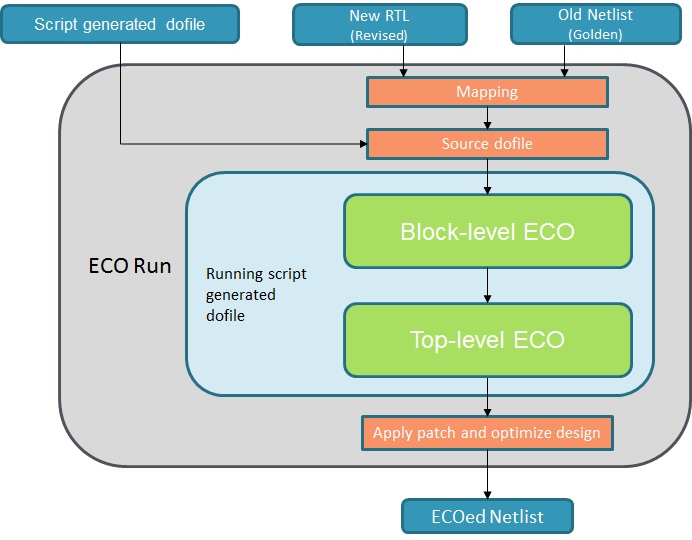 Script generated dofile
New RTL
(Revised)
Old Netlist
(Golden)
Mapping
Source dofile
Block-level ECO
ECO Run
Running script
generated
dofile
Top-level ECO
Apply patch and optimize design
ECOed Netlist